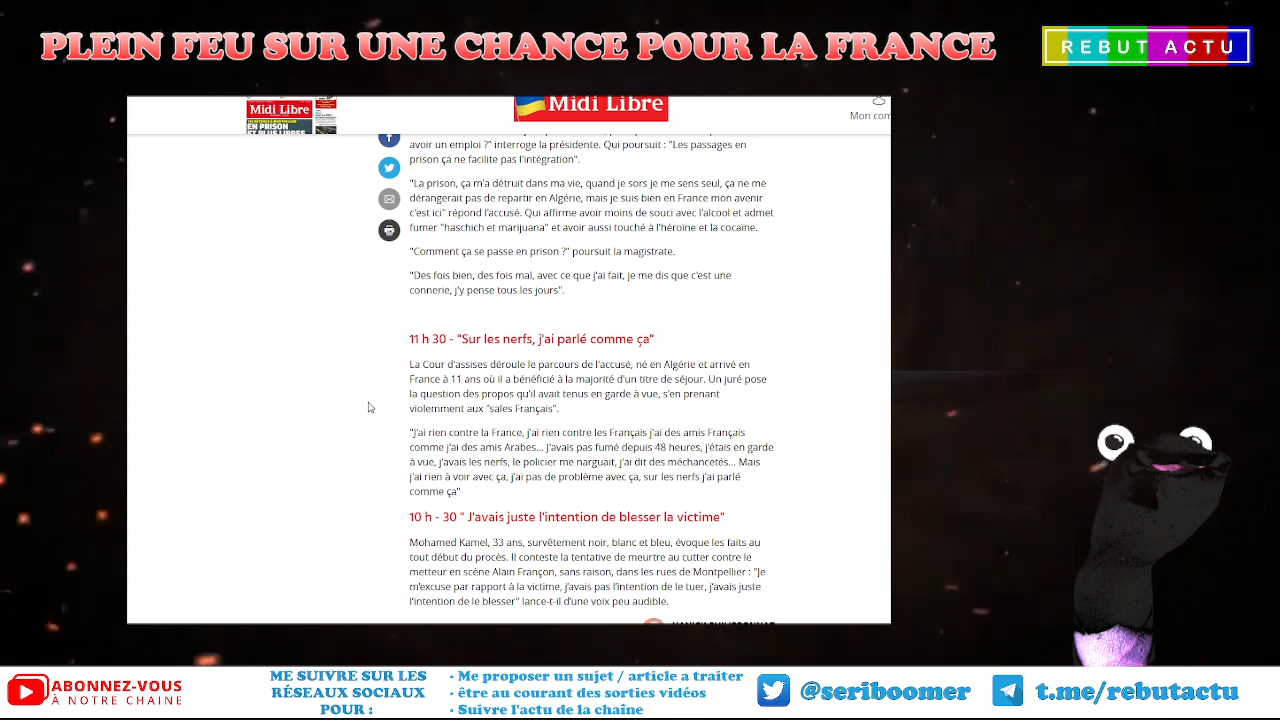 PLEIN FEU SUR UNE CHANCE POUR LA FRANCE
REBUT ACTU
Midi Libre
EN PRISON
Midi Libre
Mon com
avoir un emploi ?" interroge la présidente. Qui poursuit : "Les passages en
prison ça ne facilite pas l'intégration".
"La prison, ça m'a détruit dans ma vie, quand je sors je me sens seul, ça ne me
dérangerait pas de repartir en Algérie, mais je suis bien en France mon avenir
c'est ici" répond l'accusé. Qui affirme avoir moins de souci avec l'alcool et admet
fumer "haschich et marijuana" et avoir aussi touché à l'héroïne et la cocaïne.
"Comment ça se passe en prison ?" poursuit la magistrate.
"Des fois bien, des fois mal, avec ce que j'ai fait, je me dis que c'est une
connerie, j'y pense tous les jours".
11 h 30 - "Sur les nerfs, j'ai parlé comme ça"
La Cour d'assises déroule le parcours de l'accusé, né en Algérie et arrivé en
France à 11 ans où il a bénéficié à la majorité d'un titre de séjour. Un juré pose
la question des propos qu'il avait tenus en garde à vue, s'en prenant
violemment aux "sales Français".
"J'ai rien contre la France, j'ai rien contre les Français j'ai des amis Français
comme j'ai des amis Arabes... J'avais pas fumé depuis 48 heures, j'étais en garde
à vue, j'avais les nerfs, le policier me narguait, j'ai dit des méchancetés... Mais
j'ai rien à voir avec ça, j'ai pas de problème avec ça, sur les nerfs j'ai parlé
comme ça"
10 h - 30 " J'avais juste l'intention de blesser la victime"
Mohamed Kamel, 33 ans, survêtement noir, blanc et bleu, évoque les faits au
tout début du procès. Il conteste la tentative de meurtre au cutter contre le
metteur en scène Alain Françon, sans raison, dans les rues de Montpellier : "Je
m'excuse par rapport à la victime, j'avais pas l'intention de le tuer, j'avais juste
l'intention de le blesser" lance-t-il d'une voix peu audible.
ABONNEZ-VOUS
À NOTRE CHAINE
ME SUIVRE SUR LES
RÉSEAUX SOCIAUX
POUR :
- Me proposer un sujet / article a traiter
- être au courant des sorties vidéos
- Suivre l'actu de la chaîne
@seriboomer
t.me/rebutactu